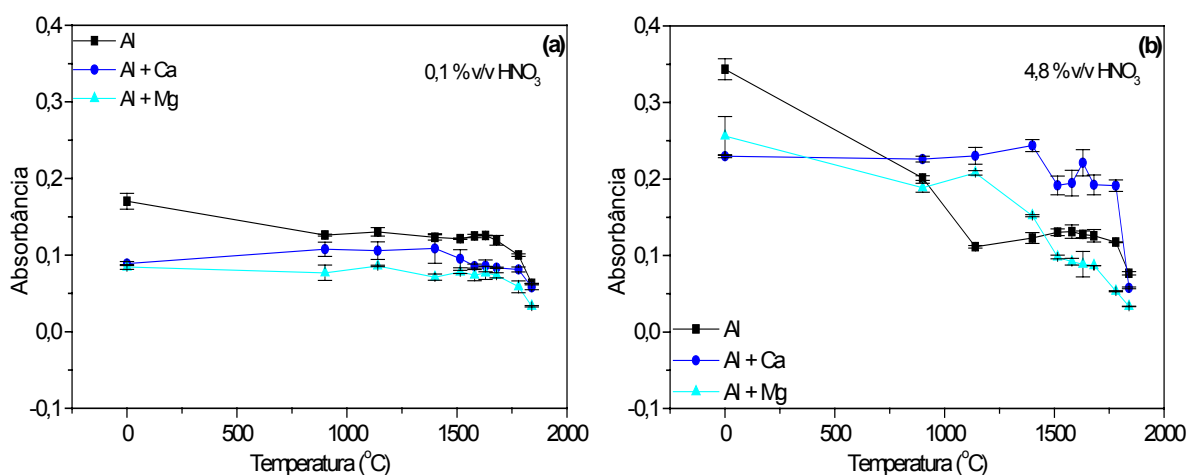 0,4
0,3
0,2
0,1
0,0
-0,1
Absorbância
Al
Al + Ca
Al + Mg
(a)
0,1 % v/v HNO3
0 500 1000 1500 2000
Temperatura (°C)
0,4
0,3
0,2
0,1
0,0
-0,1
Absorbância
(b)
4,8 % v/v HNO3
Al
Al + Ca
Al + Mg
0 500 1000 1500 2000
Temperatura (°C)